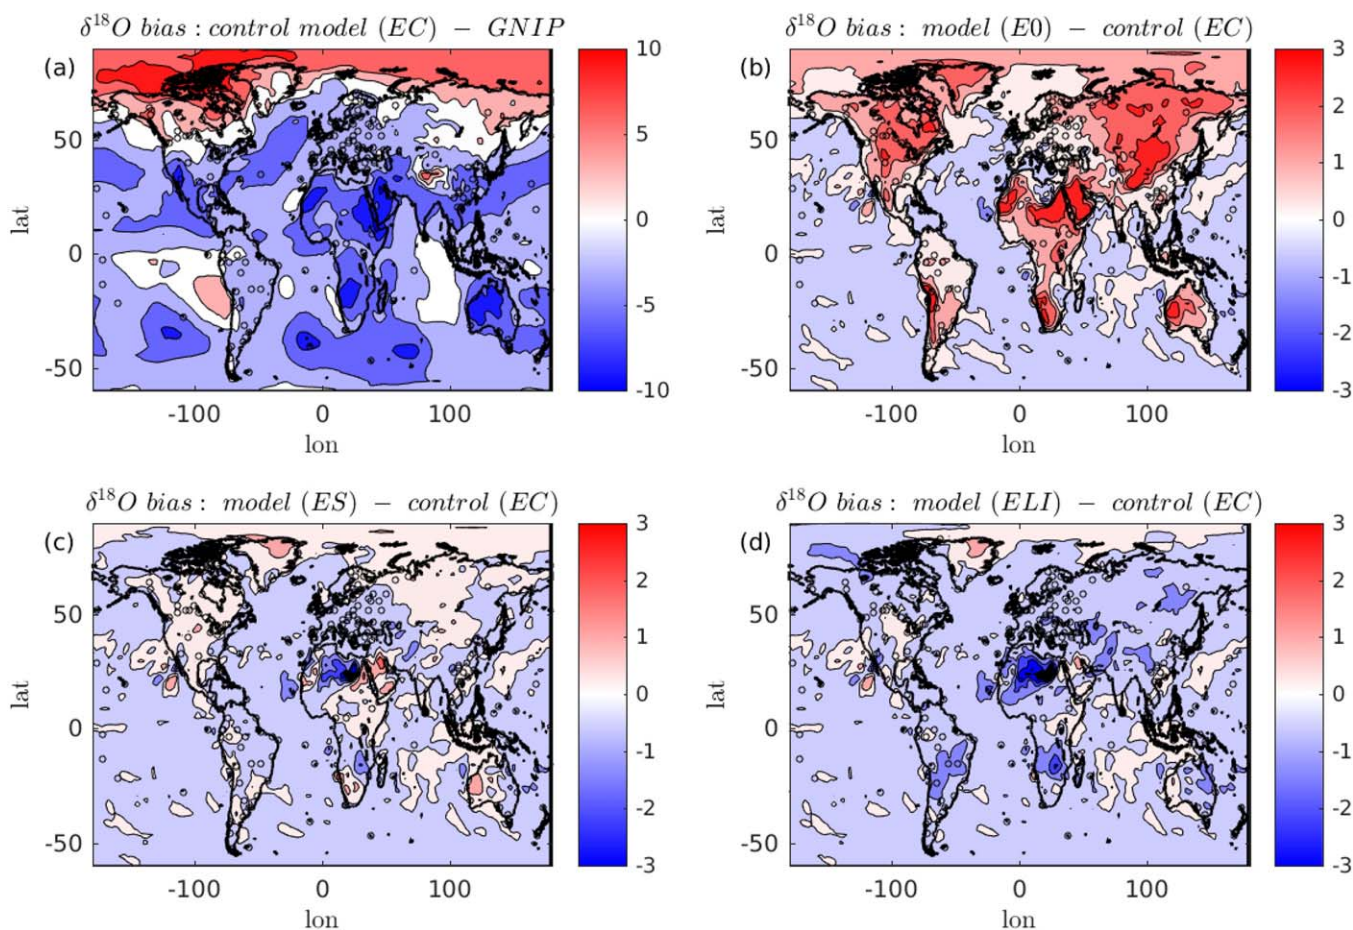 δ¹⁸O bias : control model (EC) − GNIP
(a)
50
0
-50
lat
-100 0 100
lon
10
5
0
-5
-10
δ¹⁸O bias : model (E0) − control (EC)
(b)
50
0
-50
lat
-100 0 100
lon
3
2
1
0
-1
-2
-3
δ¹⁸O bias : model (ES) − control (EC)
(c)
50
0
-50
lat
-100 0 100
lon
3
2
1
0
-1
-2
-3
δ¹⁸O bias : model (ELI) − control (EC)
(d)
50
0
-50
lat
-100 0 100
lon
3
2
1
0
-1
-2
-3